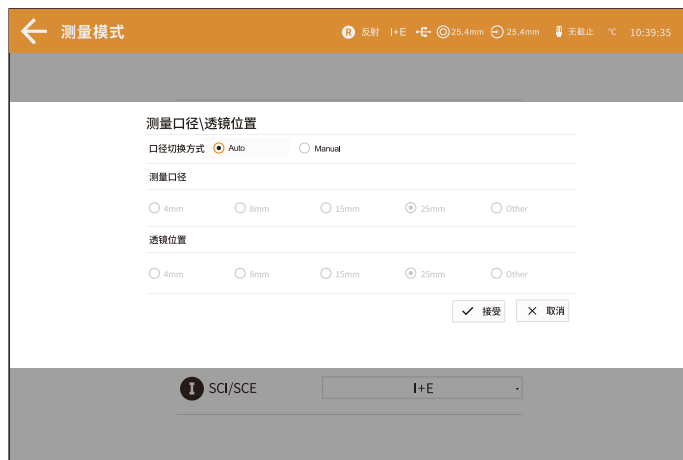 测量模式 R 反射 I+E 25.4mm 25.4mm 无截止 ℃ 10:39:35
测量口径\透镜位置
口径切换方式 Auto Manual
测量口径
4mm 8mm 15mm 25mm Other
透镜位置
4mm 8mm 15mm 25mm Other
接受 取消
I SCI/SCE I+E